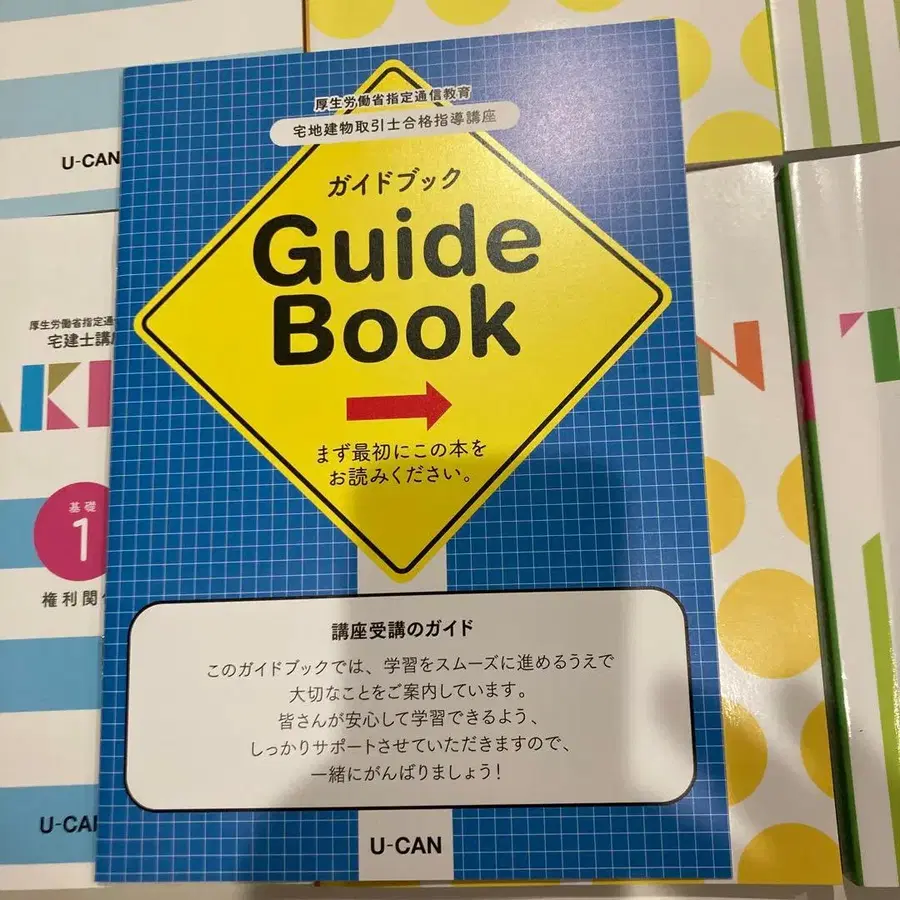 U-CAN
厚生労働省指定通信教育
宅地建物取引士合格指導講座
ガイドブック
Guide
Book
まず最初にこの本を
お読みください。
講座受講のガイド
このガイドブックでは、学習をスムーズに進めるうえで
大切なことをご案内しています。
皆さんが安心して学習できるよう、
しっかりサポートさせていただきますので、
一緒にがんばりましょう!
U-CAN
厚生労働省指定通
宅建士講
AK
基礎
1
権利関
U-CA
N
T